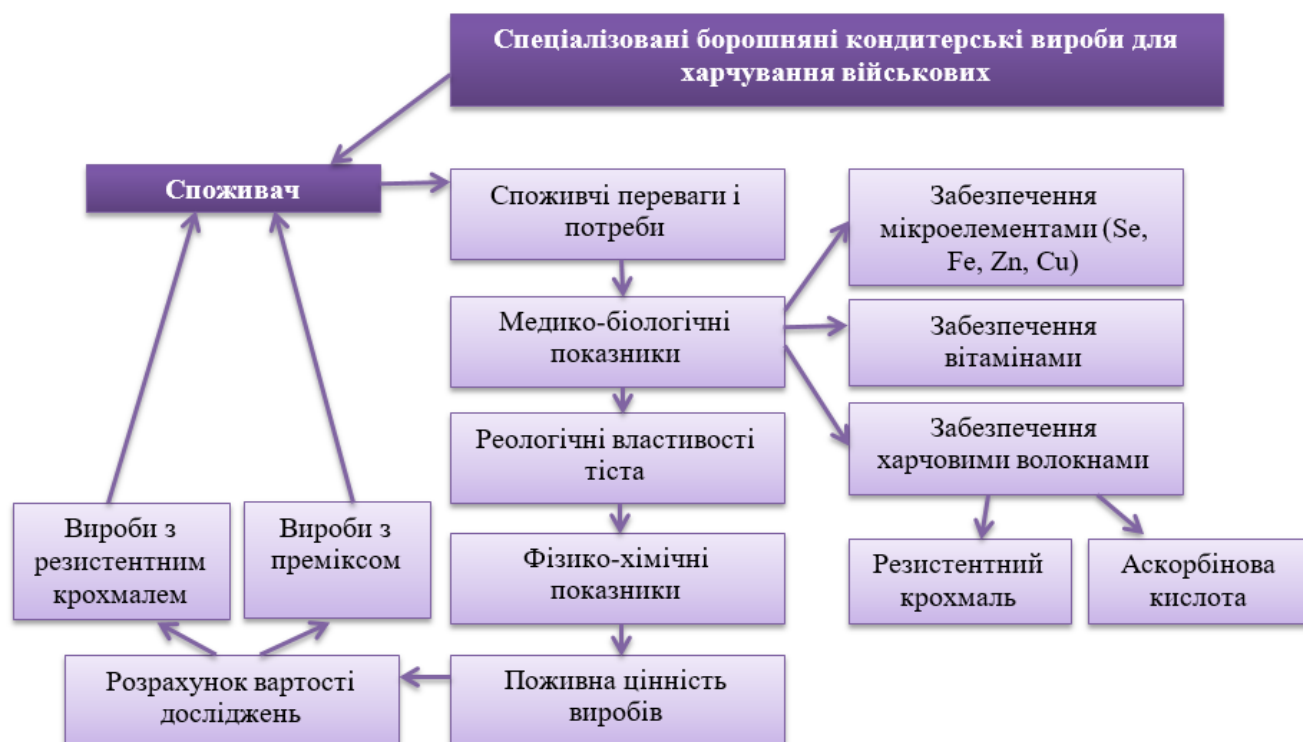 Спеціалізовані борошняні кондитерські вироби для
харчування військових
Споживач
Споживчі переваги і
потреби
Забезпечення
мікроелементами (Se,
Fe, Zn, Cu)
Медико-біологічні
показники
Забезпечення
вітамінами
Реологічні властивості
тіста
Забезпечення
харчовими волокнами
Вироби з
резистентним
крохмалем
Вироби з
преміксом
Фізико-хімічні
показники
Резистентний
крохмаль
Аскорбінова
кислота
Розрахунок вартості
досліджень
Поживна цінність
виробів